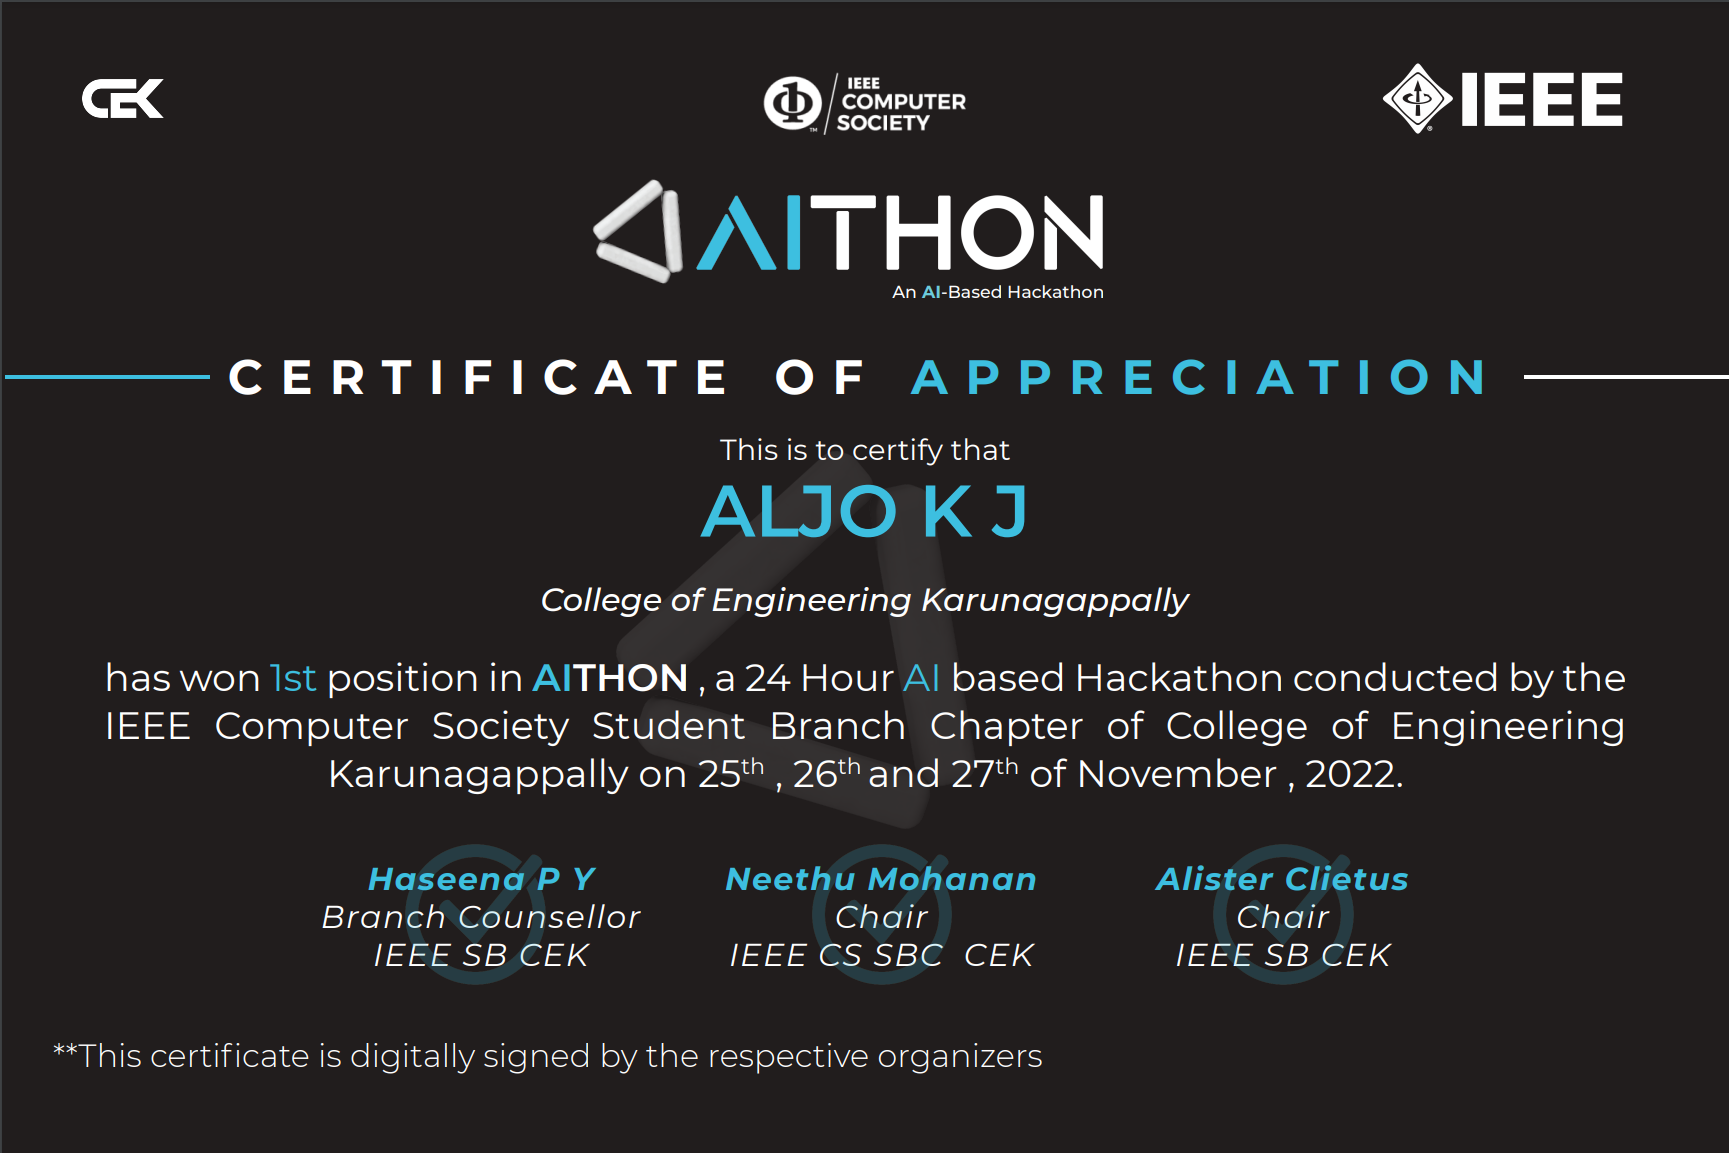 CEK
IEEE
COMPUTER
SOCIETY
TM
IEEE
®
AITHON
An AI-Based Hackathon
CERTIFICATE OF APPRECIATION
This is to certify that
ALJO K J
College of Engineering Karunagappally
has won 1st position in AITHON , a 24 Hour AI based Hackathon conducted by the
IEEE Computer Society Student Branch Chapter of College of Engineering
Karunagappally on 25th , 26th and 27th of November , 2022.
Haseena P Y
Branch Counsellor
IEEE SB CEK
Neethu Mohanan
Chair
IEEE CS SBC CEK
Alister Clietus
Chair
IEEE SB CEK
**This certificate is digitally signed by the respective organizers